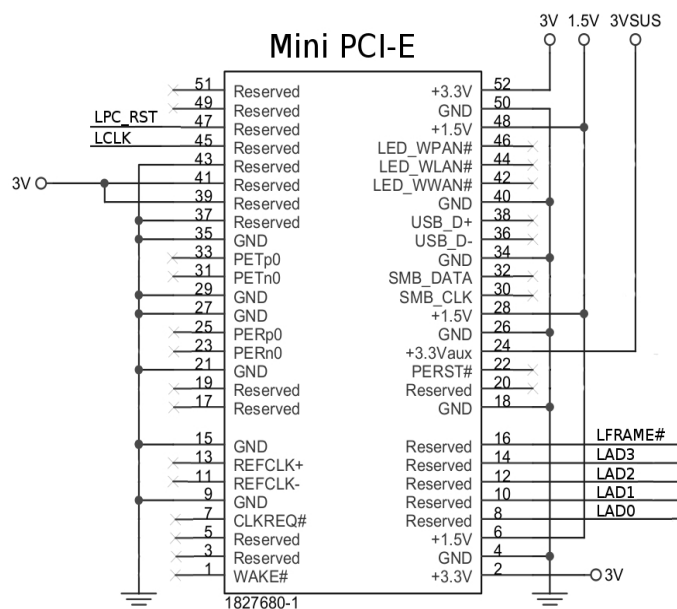 3V 1.5V 3VSUS
Mini PCI-E
51 Reserved +3.3V 52
49 Reserved GND 50
LPC_RST 47 Reserved +1.5V 48
LCLK 45 Reserved LED_WPAN# 46
43 Reserved LED_WLAN# 44
3V 41 Reserved LED_WWAN# 42
39 Reserved GND 40
37 Reserved USB_D+ 38
35 GND USB_D- 36
33 PETp0 GND 34
31 PETn0 SMB_DATA 32
29 GND SMB_CLK 30
27 GND +1.5V 28
25 PERp0 GND 26
23 PERn0 +3.3Vaux 24
21 GND PERST# 22
19 Reserved Reserved 20
17 Reserved GND 18
15 GND Reserved 16 LFRAME#
13 REFCLK+ Reserved 14 LAD3
11 REFCLK- Reserved 12 LAD2
9 GND Reserved 10 LAD1
7 CLKREQ# Reserved 8 LAD0
5 Reserved +1.5V 6
3 Reserved GND 4
1 WAKE# +3.3V 2 3V
1827680-1